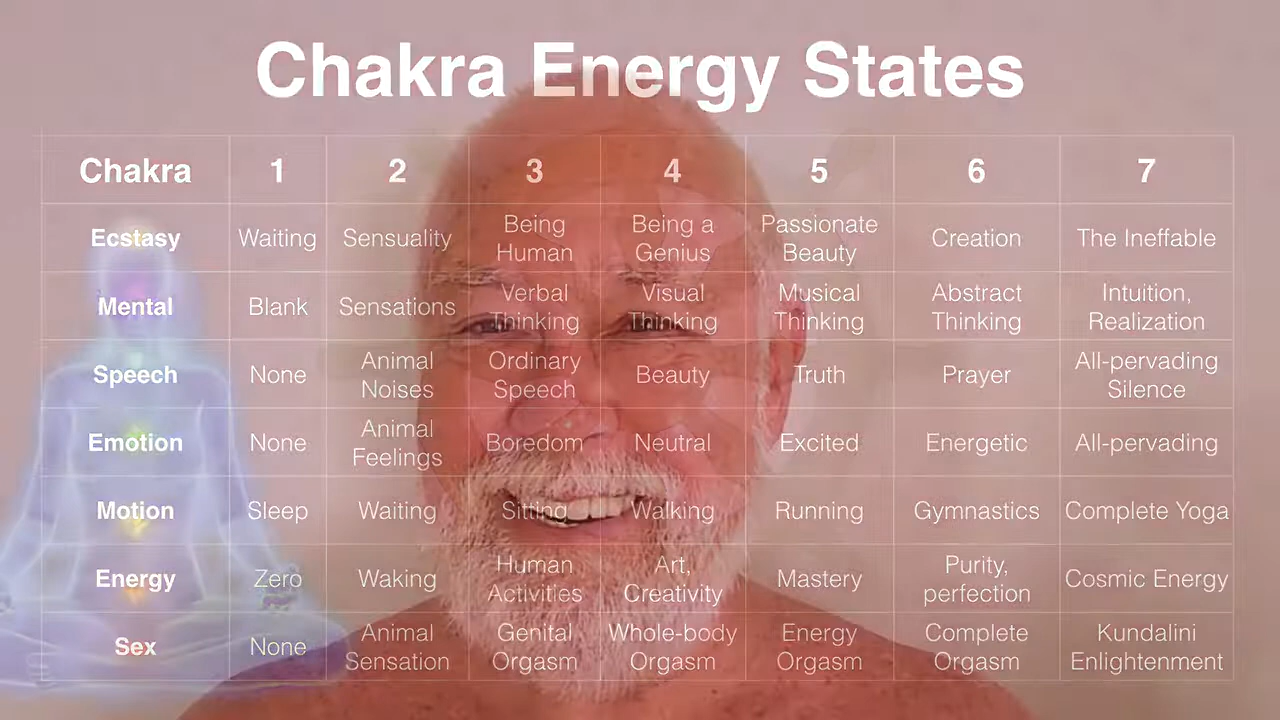 Chakra Energy States
Chakra 1 2 3 4 5 6 7
Ecstasy Waiting Sensuality Being Human Being a Genius Passionate Beauty Creation The Ineffable
Mental Blank Sensations Verbal Thinking Visual Thinking Musical Thinking Abstract Thinking Intuition, Realization
Speech None Animal Noises Ordinary Speech Beauty Truth Prayer All-pervading Silence
Emotion None Animal Feelings Boredom Neutral Excited Energetic All-pervading
Motion Sleep Waiting Sitting Walking Running Gymnastics Complete Yoga
Energy Zero Waking Human Activities Art, Creativity Mastery Purity, perfection Cosmic Energy
Sex None Animal Sensation Genital Orgasm Whole-body Orgasm Energy Orgasm Complete Orgasm Kundalini Enlightenment